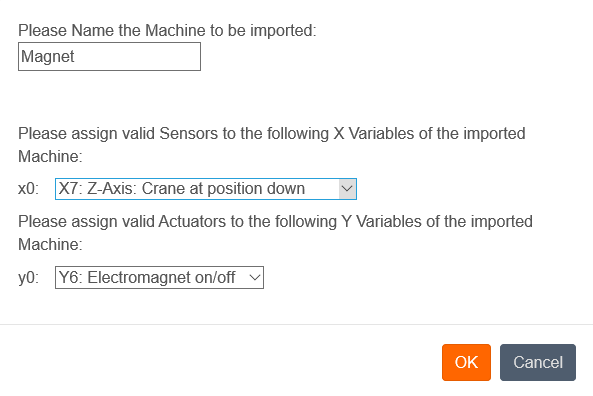 Please Name the Machine to be imported:
Magnet
Please assign valid Sensors to the following X Variables of the imported
Machine:
x0: X7: Z-Axis: Crane at position down
Please assign valid Actuators to the following Y Variables of the imported
Machine:
y0: Y6: Electromagnet on/off
OK Cancel